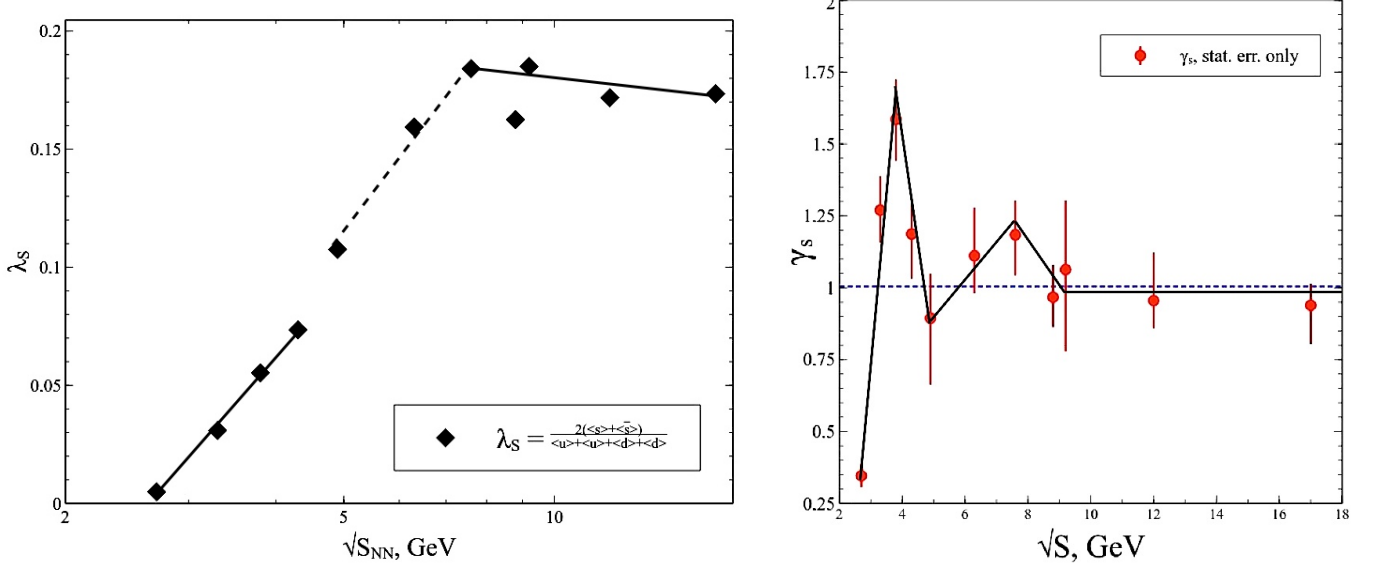 0.2
0.15
0.1
0.05
0
λS
2 5 10
√SNN, GeV
λS = 2(<s>+<s̄>)
<u>+<u>+<d>+<d>
2
1.75
1.5
1.25
1
0.75
0.5
0.25
γs
γs, stat. err. only
2 4 6 8 10 12 14 16 18
√S, GeV